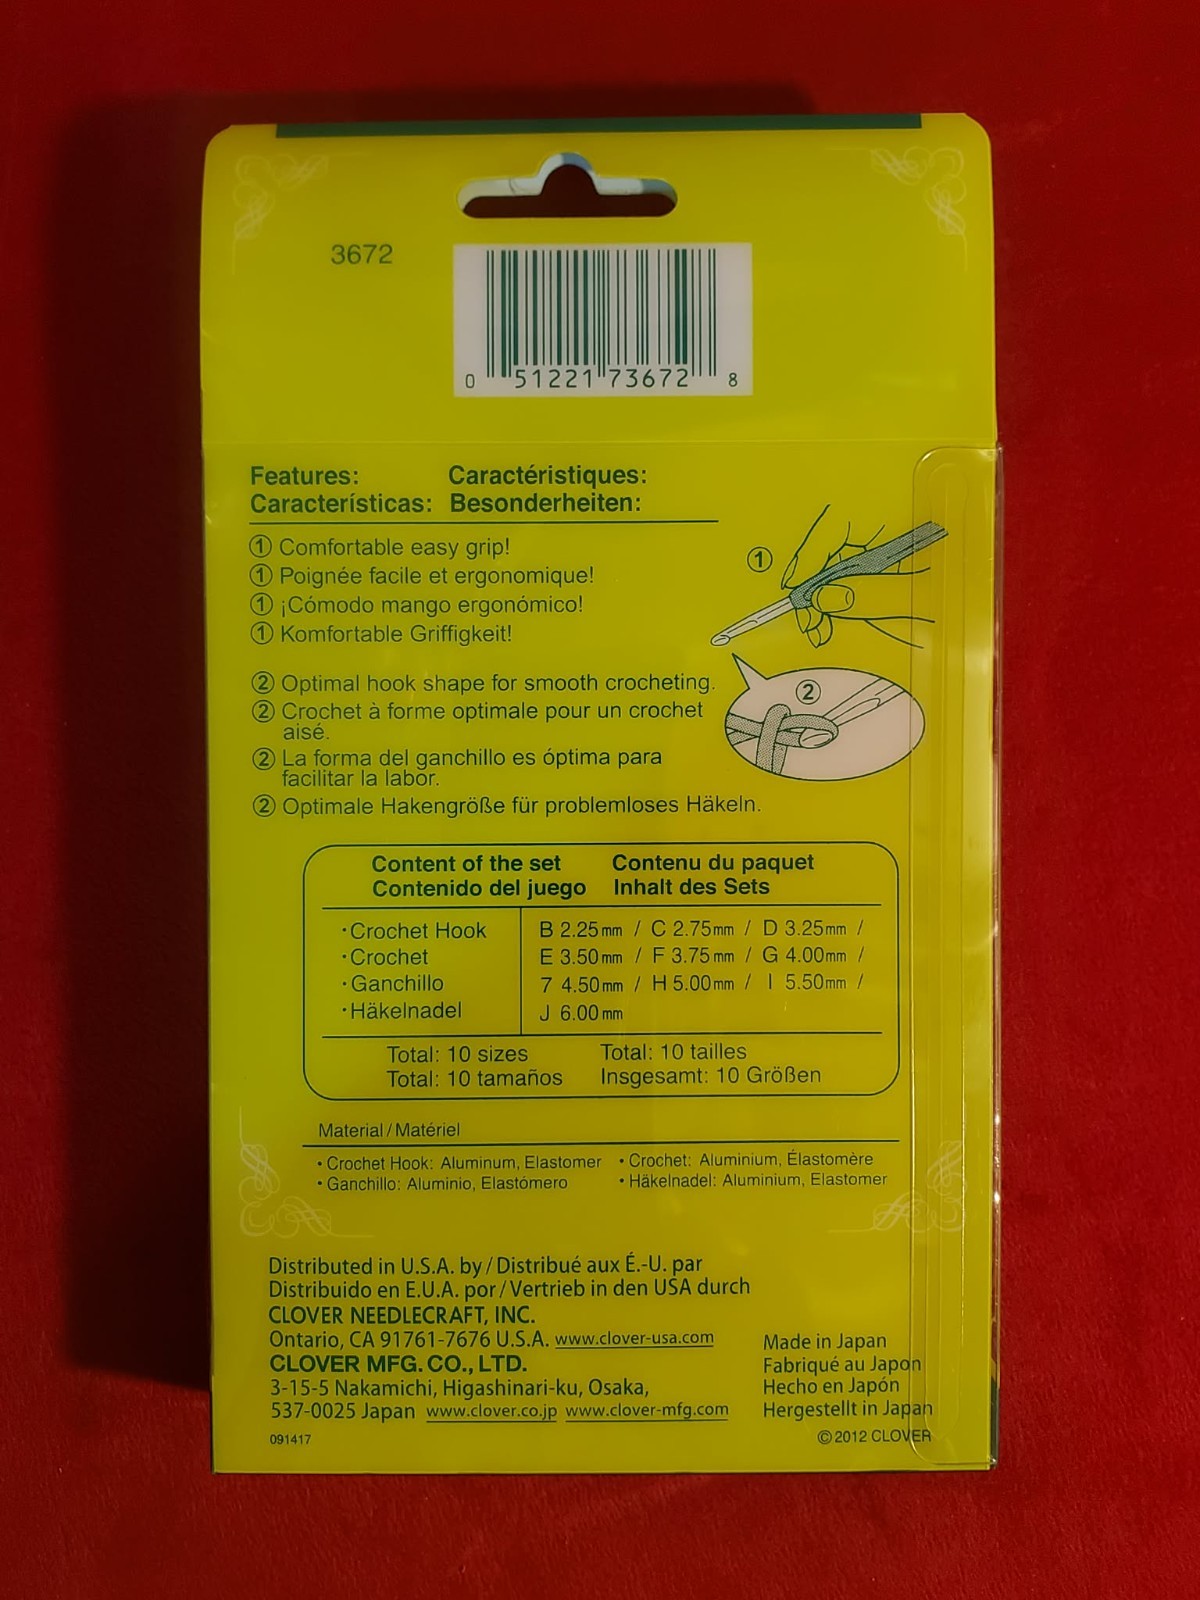 3672
0 51221 73672 8
Features: Caractéristiques:
Características: Besonderheiten:
① Comfortable easy grip!
① Poignée facile et ergonomique!
① ¡Cómodo mango ergonómico!
① Komfortable Griffigkeit!
①
② Optimal hook shape for smooth crocheting.
② Crochet à forme optimale pour un crochet
aisé.
② La forma del ganchillo es óptima para
facilitar la labor.
② Optimale Hakengröße für problemloses Häkeln.
②
Content of the set Contenu du paquet
Contenido del juego Inhalt des Sets
·Crochet Hook B 2.25mm / C 2.75mm / D 3.25mm /
·Crochet E 3.50mm / F 3.75mm / G 4.00mm /
·Ganchillo 7 4.50mm / H 5.00mm / I 5.50mm /
·Häkelnadel J 6.00mm
Total: 10 sizes Total: 10 tailles
Total: 10 tamaños Insgesamt: 10 Größen
Material/Matériel
・Crochet Hook: Aluminum, Elastomer ・Crochet: Aluminium, Élastomère
・Ganchillo: Aluminio, Elastómero ・Häkelnadel: Aluminium, Elastomer
Distributed in U.S.A. by/Distribué aux É.-U. par
Distribuido en E.U.A. por/Vertrieb in den USA durch
CLOVER NEEDLECRAFT, INC.
Ontario, CA 91761-7676 U.S.A. www.clover-usa.com
CLOVER MFG. CO., LTD.
3-15-5 Nakamichi, Higashinari-ku, Osaka,
537-0025 Japan www.clover.co.jp www.clover-mfg.com
091417
Made in Japan
Fabriqué au Japon
Hecho en Japón
Hergestellt in Japan
©2012 CLOVER